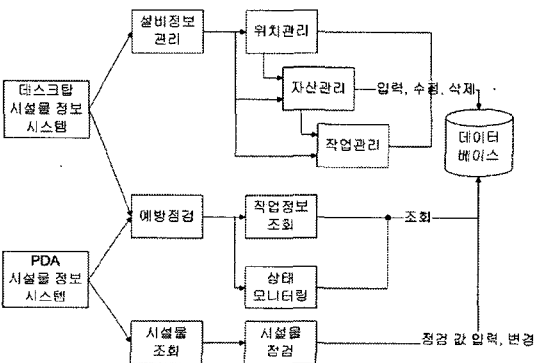 설비정보
관리
위치관리
자산관리
입력, 수정, 삭제
작업관리
데이터
베이스
데스크탑
시설물 정보
시스템
예방점검
작업정보
조회
조회
상태
모니터링
PDA
시설물 정보
시스템
시설물
조회
시설물
점검
점검 값 입력, 변경